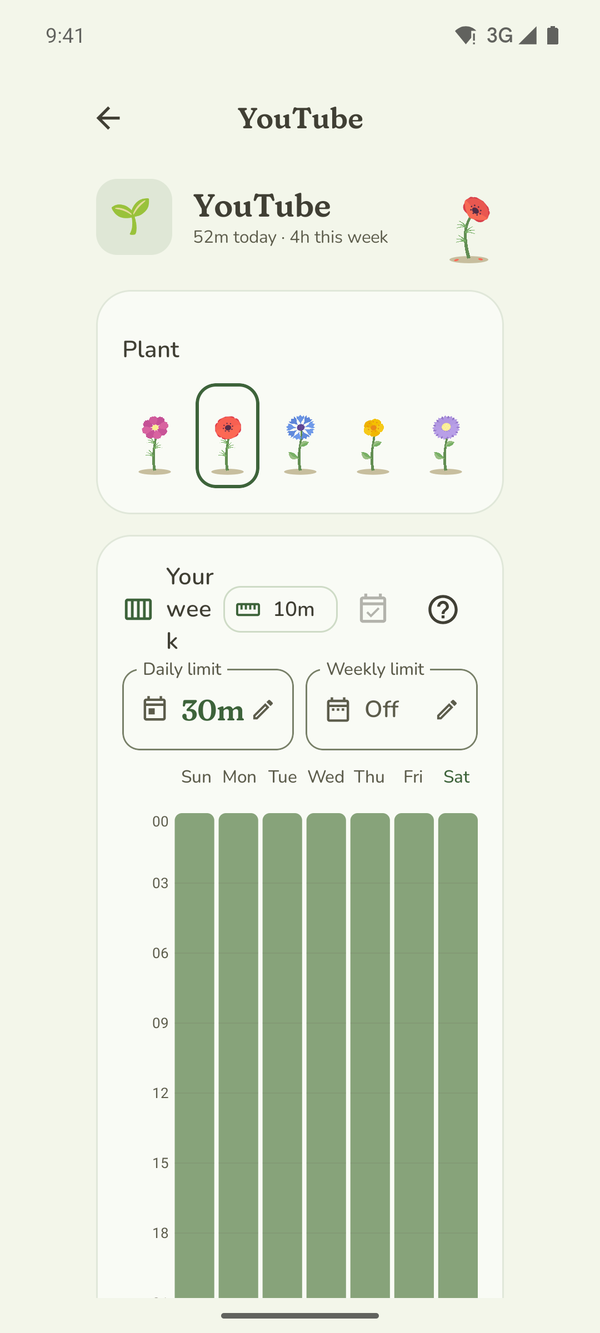 9:41
3G
YouTube
YouTube
52m today · 4h this week
Plant
Your
wee
k
10m
Daily limit
30m
Weekly limit
Off
Sun Mon Tue Wed Thu Fri Sat
00
03
06
09
12
15
18